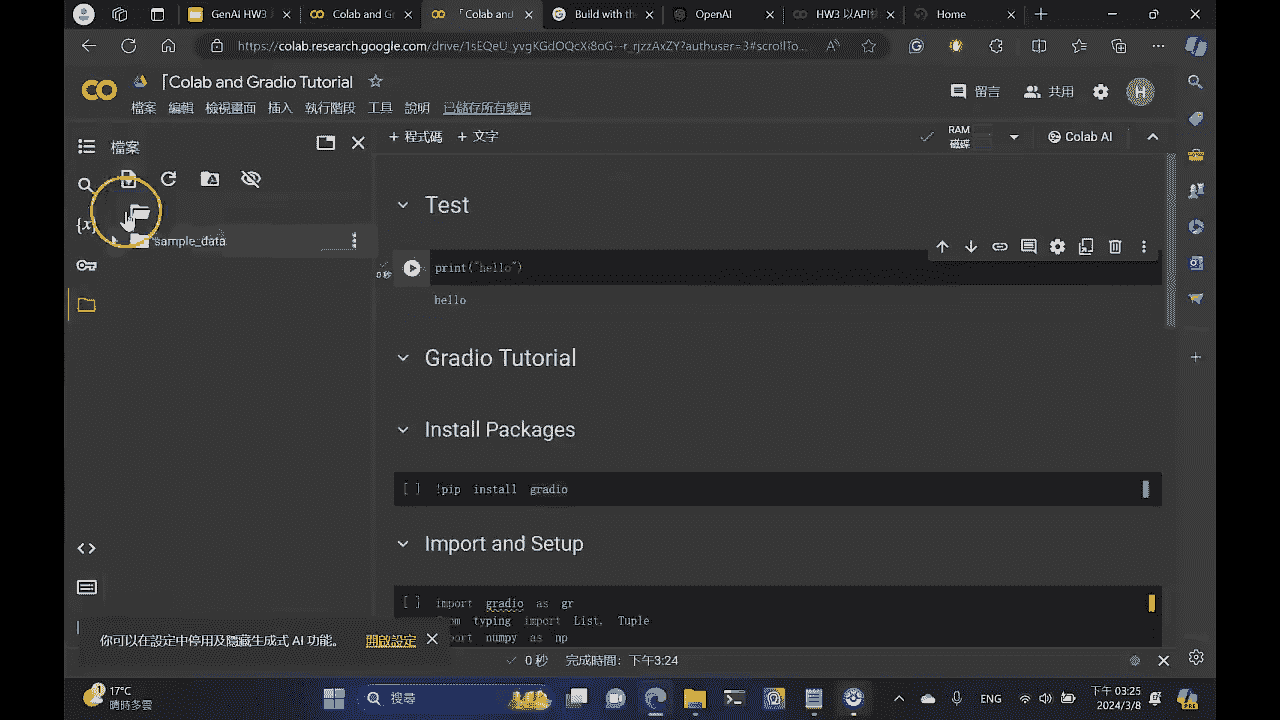 GenAI HW3
Colab and G
「Colab and
Build with th
OpenAI
HW3 以API
Home
https://colab.research.google.com/drive/1sEQeU_yvgKGdOQcXi8oG--r_rjzzAxZY?authuser=3#scrollTo...
「Colab and Gradio Tutorial
檔案 編輯 檢視畫面 插入 執行階段 工具 說明 已儲存所有變更
留言 共用 H
檔案
+ 程式碼 + 文字
RAM
磁碟
Colab AI
{x}
sample_data
Test
0 秒
print("hello")
hello
Gradio Tutorial
Install Packages
[ ] !pip install gradio
Import and Setup
[ ] import gradio as gr
typing import List, Tuple
numpy as np
你可以在設定中停用及隱藏生成式 AI 功能。 開啟設定
0 秒 完成時間：下午3:24
17°C
晴時多雲
搜尋
ENG
下午 03:25
2024/3/8